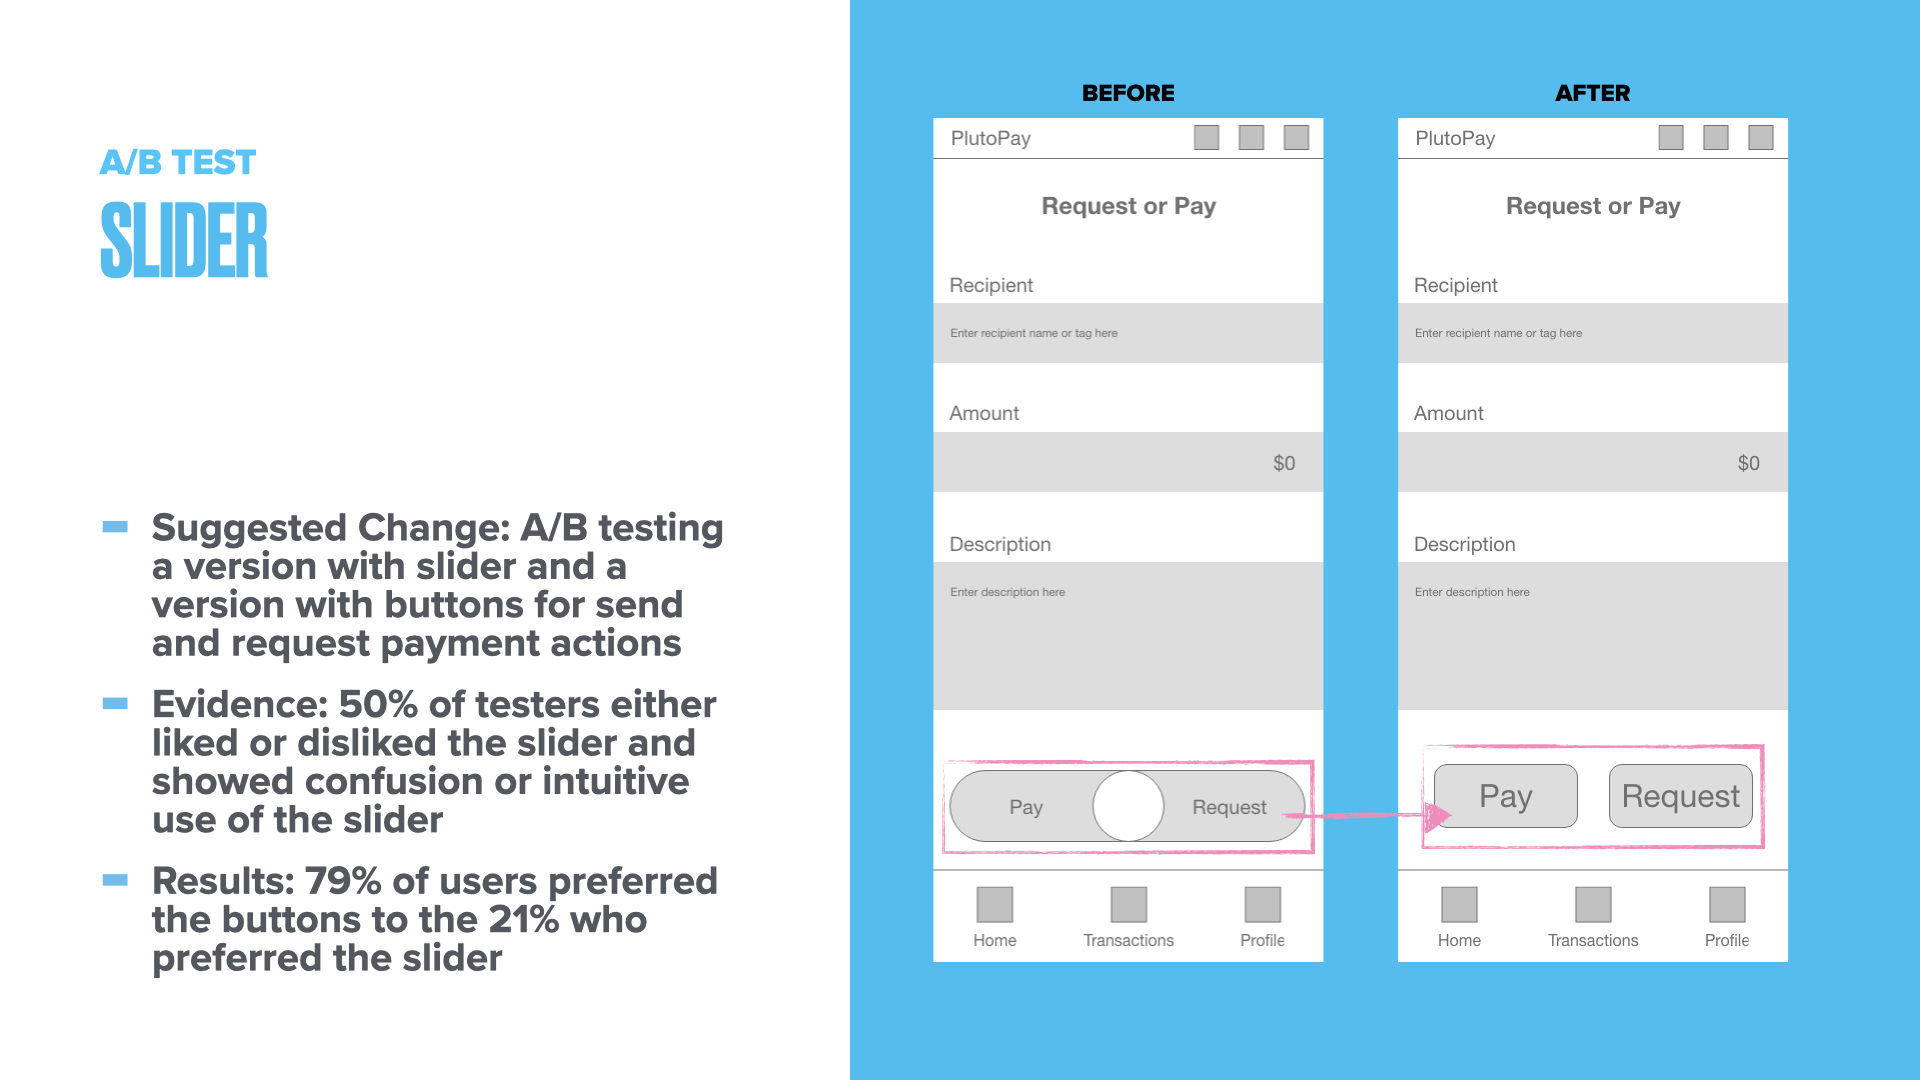 A/B TEST
SLIDER
Suggested Change: A/B testing
a version with slider and a
version with buttons for send
and request payment actions
Evidence: 50% of testers either
liked or disliked the slider and
showed confusion or intuitive
use of the slider
Results: 79% of users preferred
the buttons to the 21% who
preferred the slider
BEFORE
PlutoPay
Request or Pay
Recipient
Enter recipient name or tag here
Amount
$0
Description
Enter description here
Pay
Request
Home
Transactions
Profile
AFTER
PlutoPay
Request or Pay
Recipient
Enter recipient name or tag here
Amount
$0
Description
Enter description here
Pay
Request
Home
Transactions
Profile